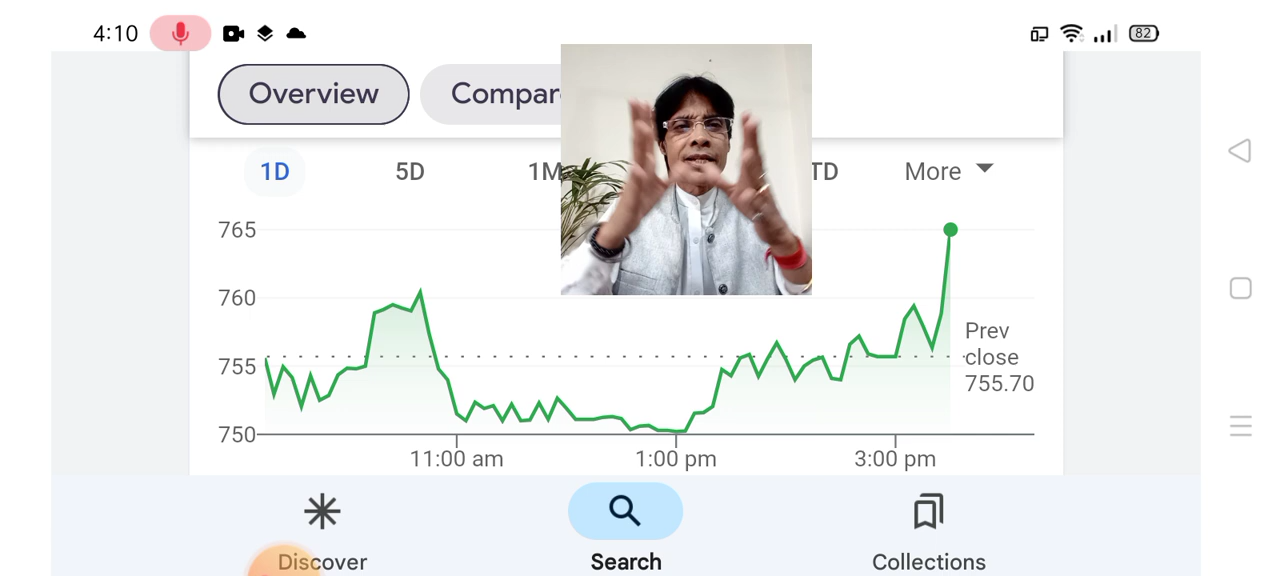 4:10
82
Overview
Compar
1D
5D
1M
TD
More
765
760
755
750
Prev
close
755.70
11:00 am
1:00 pm
3:00 pm
Discover
Search
Collections